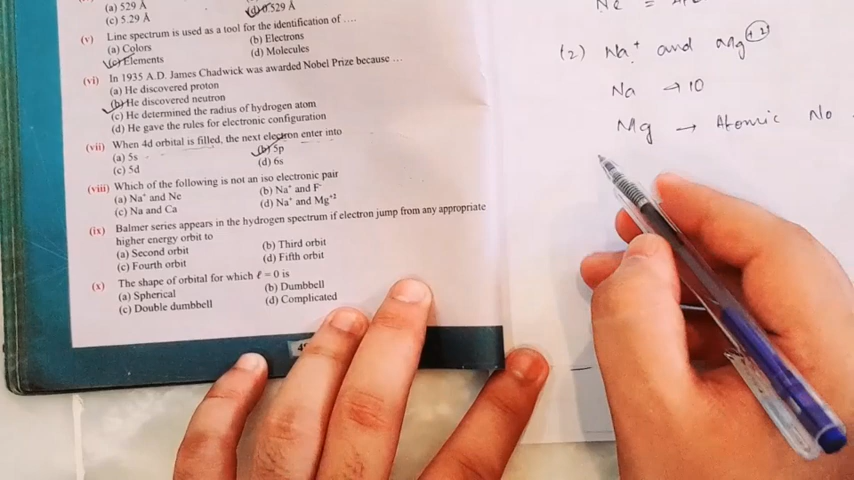 (a) 529 Å
(d) 0.529 Å
(c) 5.29 Å
(v) Line spectrum is used as a tool for the identification of ....
(a) Colors
(b) Electrons
(c) Elements
(d) Molecules
(vi) In 1935 A.D. James Chadwick was awarded Nobel Prize because ...
(a) He discovered proton
(b) He discovered neutron
(c) He determined the radius of hydrogen atom
(d) He gave the rules for electronic configuration
(vii) When 4d orbital is filled, the next electron enter into
(a) 5s
(b) 5p
(c) 5d
(d) 6s
(viii) Which of the following is not an iso electronic pair
(a) Na⁺ and Ne
(b) Na⁺ and F⁻
(c) Na and Ca
(d) Na⁺ and Mg⁺²
(ix) Balmer series appears in the hydrogen spectrum if electron jump from any appropriate
higher energy orbit to
(a) Second orbit
(b) Third orbit
(c) Fourth orbit
(d) Fifth orbit
(x) The shape of orbital for which ℓ = 0 is
(a) Spherical
(b) Dumbbell
(c) Double dumbbell
(d) Complicated
(2) Na⁺ and Mg⁺²
Na → 10
Mg → Atomic No